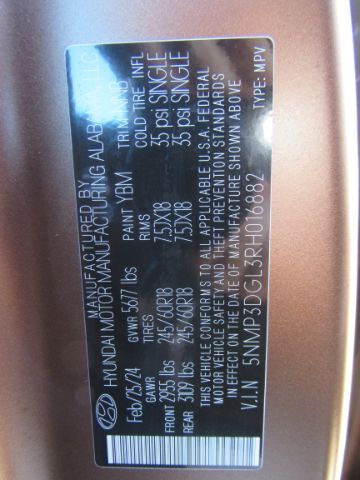 MANUFACTURED BY
HYUNDAI MOTOR MANUFACTURING ALABAMA, LLC
Feb/25/24 GVWR 5677 lbs PAINT YBM TRIM NNB
GAWR TIRES RIMS COLD TIRE INFL
FRONT 2955 lbs 245/60R18 7.5JX18 35 psi SINGLE
REAR 3109 lbs 245/60R18 7.5JX18 35 psi SINGLE
THIS VEHICLE CONFORMS TO ALL APPLICABLE U.S.A. FEDERAL
MOTOR VEHICLE SAFETY AND THEFT PREVENTION STANDARDS
IN EFFECT ON THE DATE OF MANUFACTURE SHOWN ABOVE
V.I.N 5NMP3DGL3RH016882
TYPE: MPV